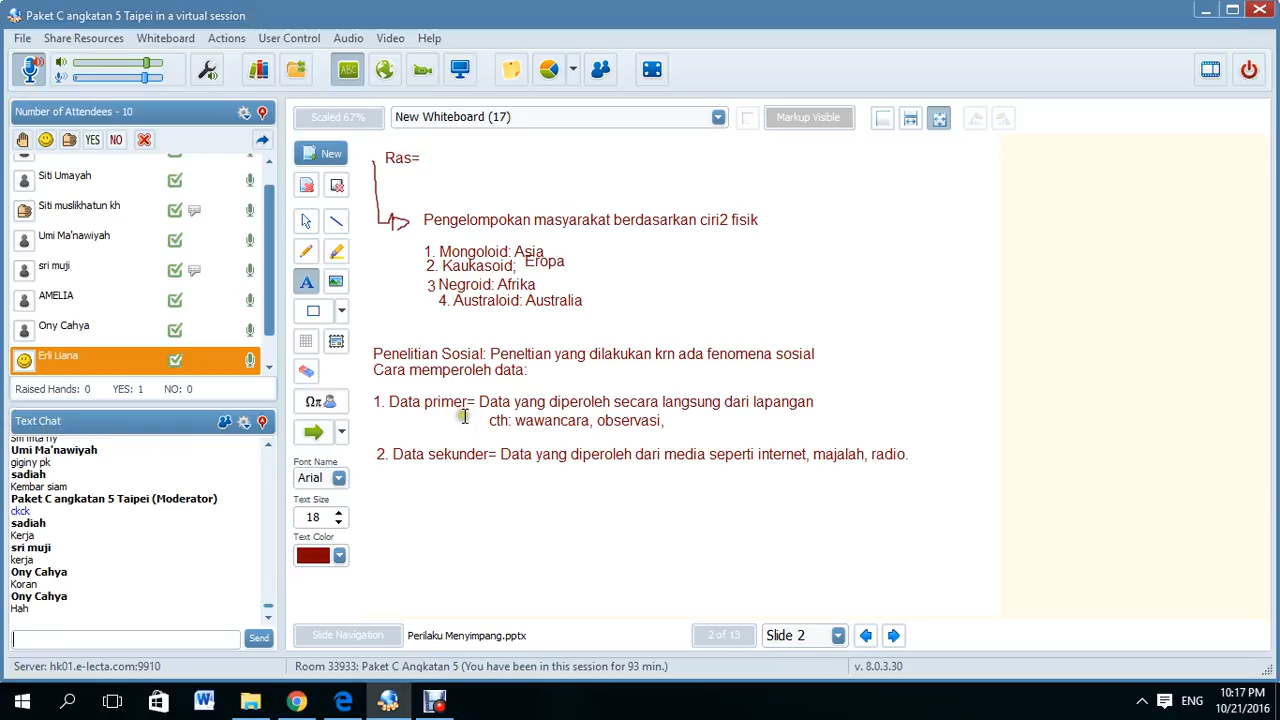 Paket C angkatan 5 Taipei in a virtual session
File Share Resources Whiteboard Actions User Control Audio Video Help
Number of Attendees - 10
YES NO
Siti Umayah
Siti muslikhatun kh
Umi Ma'nawiyah
sri muji
AMELIA
Ony Cahya
Erli Liana
Raised Hands: 0 YES: 1 NO: 0
Text Chat
Umi Ma'nawiyah
giginy pk
sadiah
Kembar siam
Paket C angkatan 5 Taipei (Moderator)
ckck
sadiah
Kerja
sri muji
kerja
Ony Cahya
Koran
Ony Cahya
Hah
Send
Scaled 67%
New Whiteboard (17)
Markup Visible
New
ABC
A
Ωπ
Font Name
Arial
Text Size
18
Text Color
Ras=
Pengelompokan masyarakat berdasarkan ciri2 fisik
1. Mongoloid: Asia
2. Kaukasoid; Eropa
3 Negroid: Afrika
4. Australoid: Australia
Penelitian Sosial: Peneltian yang dilakukan krn ada fenomena sosial
Cara memperoleh data:
1. Data primer= Data yang diperoleh secara langsung dari lapangan
cth: wawancara, observasi,
2. Data sekunder= Data yang diperoleh dari media seperti internet, majalah, radio.
Slide Navigation
Perilaku Menyimpang.pptx
2 of 13
Slide 2
Server: hk01.e-lecta.com:9910
Room 33933: Paket C Angkatan 5 (You have been in this session for 93 min.)
v. 8.0.3.30
ENG
10:17 PM
10/21/2016